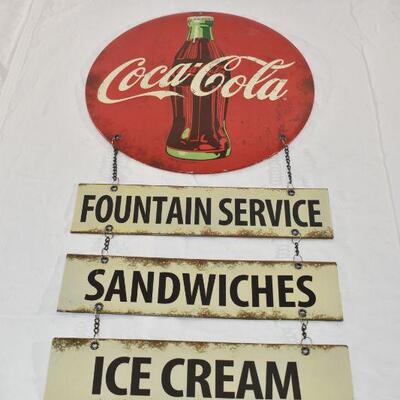 Coca-Cola
FOUNTAIN SERVICE
SANDWICHES
ICE CREAM